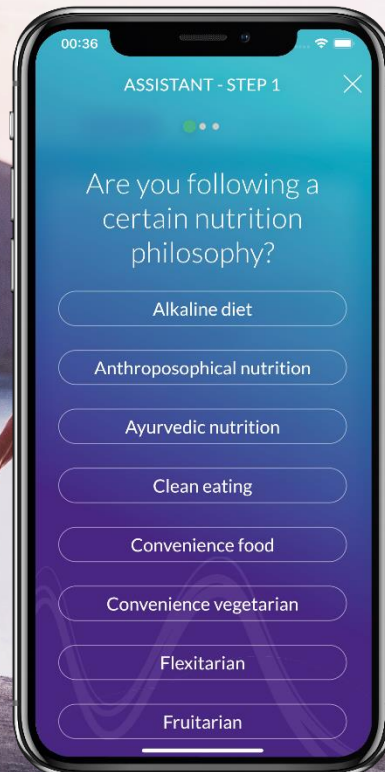 00:36
ASSISTANT - STEP 1
Are you following a
certain nutrition
philosophy?
Alkaline diet
Anthroposophical nutrition
Ayurvedic nutrition
Clean eating
Convenience food
Convenience vegetarian
Flexitarian
Fruitarian